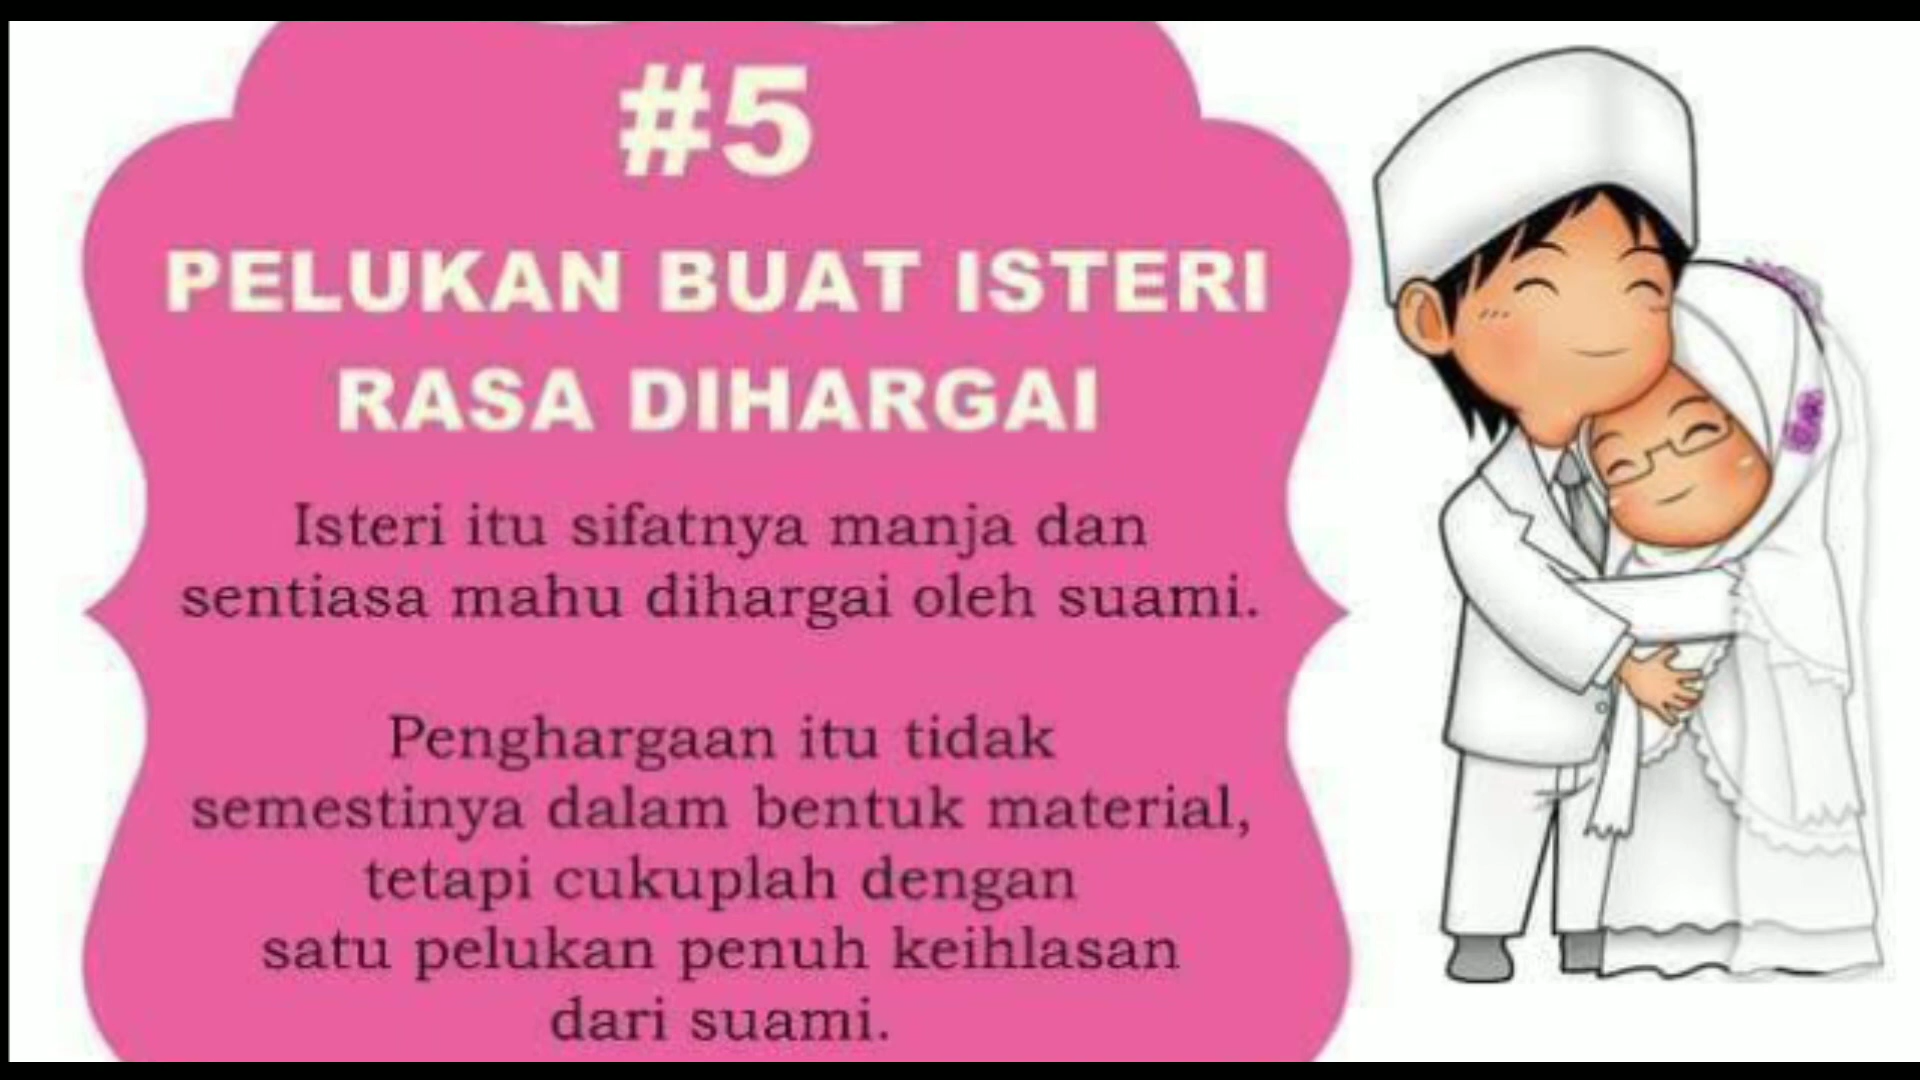 #5
PELUKAN BUAT ISTERI
RASA DIHARGAI
Isteri itu sifatnya manja dan
sentiasa mahu dihargai oleh suami.
Penghargaan itu tidak
semestinya dalam bentuk material,
tetapi cukuplah dengan
satu pelukan penuh keihlasan
dari suami.